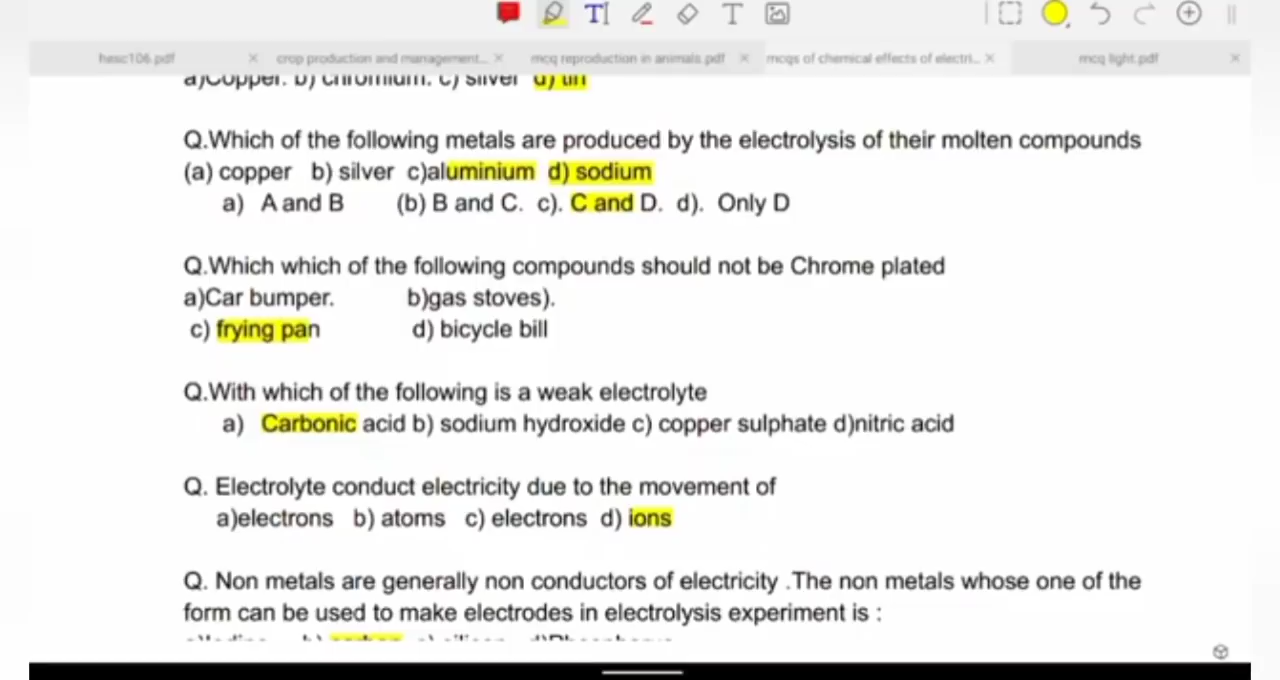 hesc106.pdf
crop production and management...
mcq reproduction in animals.pdf
mcqs of chemical effects of electri...
mcq light.pdf
a)Copper. b) chromium. c) silver d) tin
Q.Which of the following metals are produced by the electrolysis of their molten compounds
(a) copper b) silver c)aluminium d) sodium
a) A and B (b) B and C. c). C and D. d). Only D
Q.Which which of the following compounds should not be Chrome plated
a)Car bumper. b)gas stoves).
c) frying pan d) bicycle bill
Q.With which of the following is a weak electrolyte
a) Carbonic acid b) sodium hydroxide c) copper sulphate d)nitric acid
Q. Electrolyte conduct electricity due to the movement of
a)electrons b) atoms c) electrons d) ions
Q. Non metals are generally non conductors of electricity .The non metals whose one of the
form can be used to make electrodes in electrolysis experiment is :